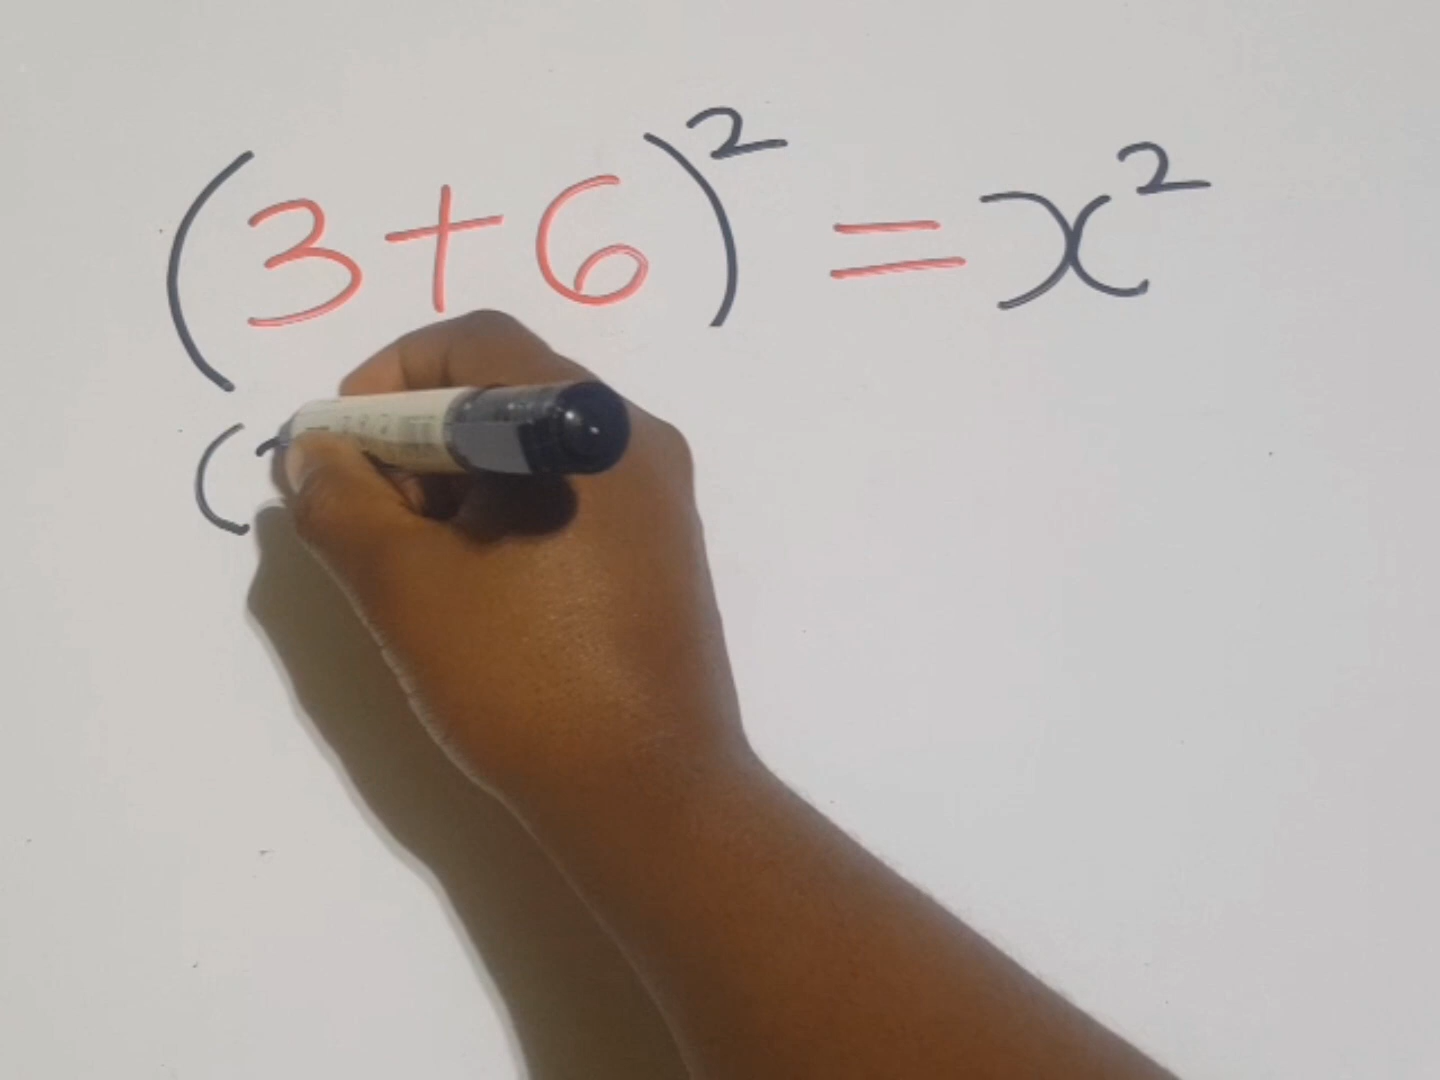 (3+6)² = x²
(